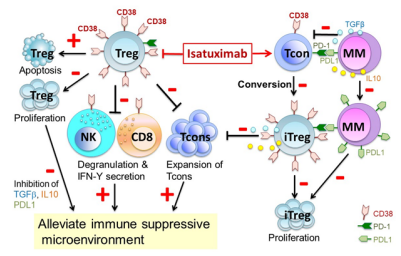 CD38
CD38
CD38
CD38
TGFβ
Treg
Treg
Isatuximab
Tcon
PD-1
PDL1
MM
IL10
Apoptosis
Treg
Conversion
Proliferation
NK
CD8
Tcons
iTreg
MM
PDL1
Degranulation &
IFN-Y secretion
Expansion of
Tcons
Inhibition of
TGFβ, IL10
PDL1
iTreg
Proliferation
CD38
PD-1
PDL1
Alleviate immune suppressive
microenvironment